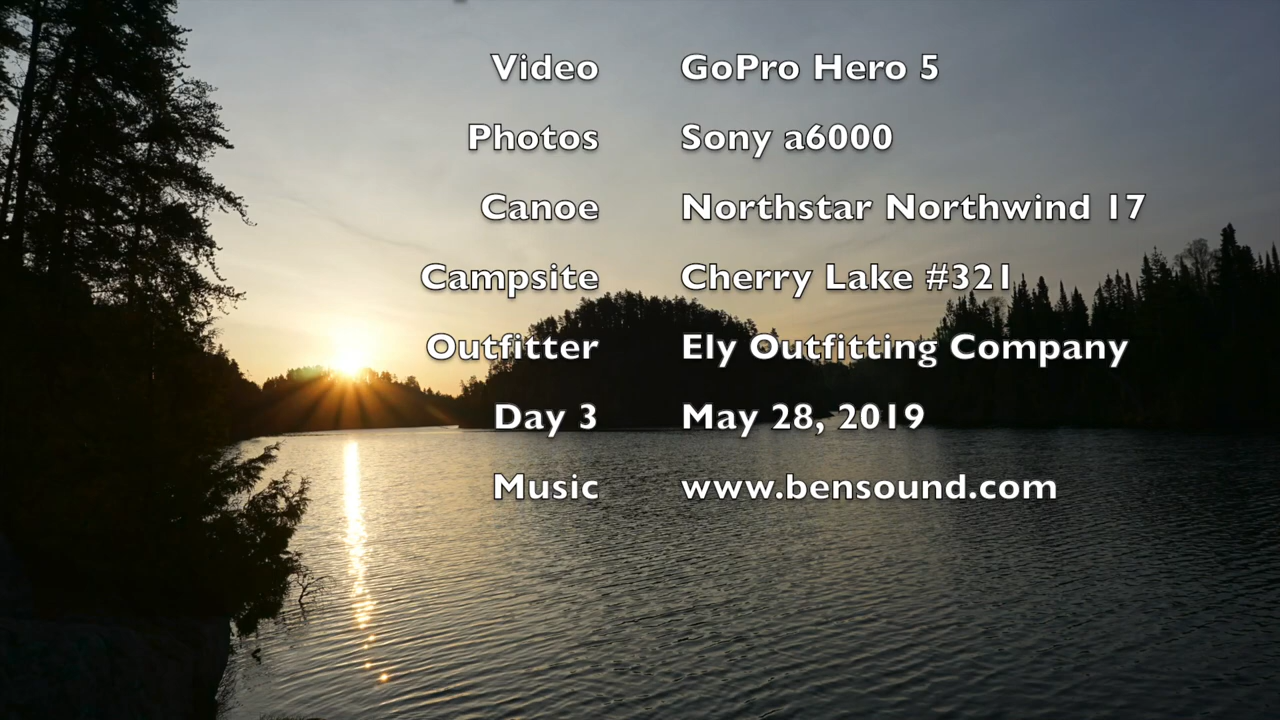 Video GoPro Hero 5
Photos Sony a6000
Canoe Northstar Northwind 17
Campsite Cherry Lake #321
Outfitter Ely Outfitting Company
Day 3 May 28, 2019
Music www.bensound.com